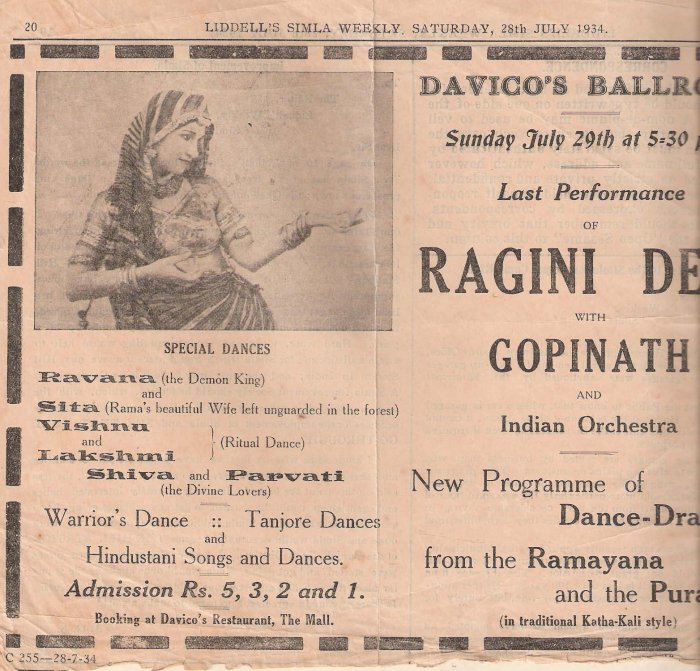 20 LIDDELL'S SIMLA WEEKLY, SATURDAY, 28th JULY 1934.
SPECIAL DANCES
Ravana (the Demon King)
and
Sita (Rama's beautiful Wife left unguarded in the forest)
Vishnu
and
Lakshmi
(Ritual Dance)
Shiva and Parvati
(the Divine Lovers)
Warrior's Dance :: Tanjore Dances
and
Hindustani Songs and Dances.
Admission Rs. 5, 3, 2 and 1.
Booking at Davico's Restaurant, The Mall.
DAVICO'S BALLRO
Sunday July 29th at 5-30
Last Performance
OF
RAGINI DE
WITH
GOPINATH
AND
Indian Orchestra
New Programme of
Dance-Dra
from the Ramayana
and the Pura
(in traditional Katha-Kali style)
C 255—28-7-34